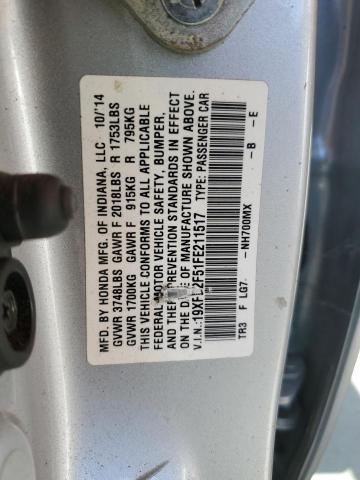 MFD. BY HONDA MFG. OF INDIANA, LLC 10/'14
GVWR 3748LBS GAWR F 2018LBS R 1753LBS
GVWR 1700KG GAWR F 915KG R 795KG
THIS VEHICLE CONFORMS TO ALL APPLICABLE
FEDERAL MOTOR VEHICLE SAFETY, BUMPER,
AND THEFT PREVENTION STANDARDS IN EFFECT
ON THE DATE OF MANUFACTURE SHOWN ABOVE.
V.I.N.: TYPE: PASSENGER CAR
TR3 F LG7- -NH700MX -B -E